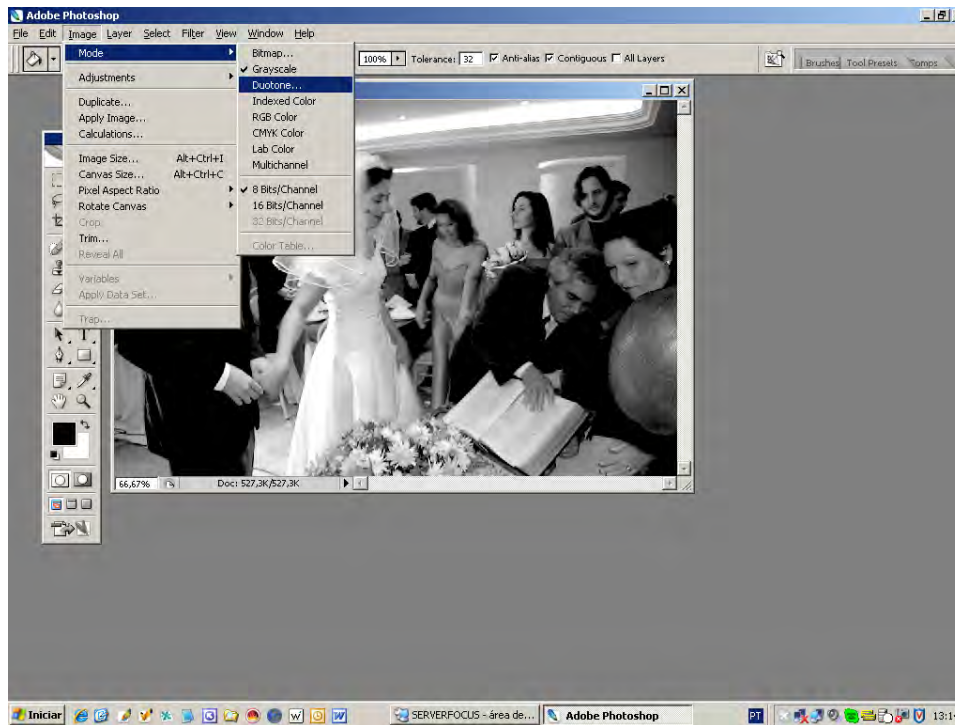 Adobe Photoshop
File Edit Image Layer Select Filter View Window Help
100% Tolerance: 32 Anti-alias Contiguous All Layers
Brushes Tool Presets Comps
Mode
Adjustments
Duplicate...
Apply Image...
Calculations...
Image Size... Alt+Ctrl+I
Canvas Size... Alt+Ctrl+C
Pixel Aspect Ratio
Rotate Canvas
Crop
Trim...
Reveal All
Variables
Apply Data Set...
Trap...
Bitmap...
Grayscale
Duotone...
Indexed Color
RGB Color
CMYK Color
Lab Color
Multichannel
8 Bits/Channel
16 Bits/Channel
32 Bits/Channel
Color Table...
66,67% Doc: 527,3K/527,3K
Iniciar SERVERFOCUS - área de... Adobe Photoshop PT